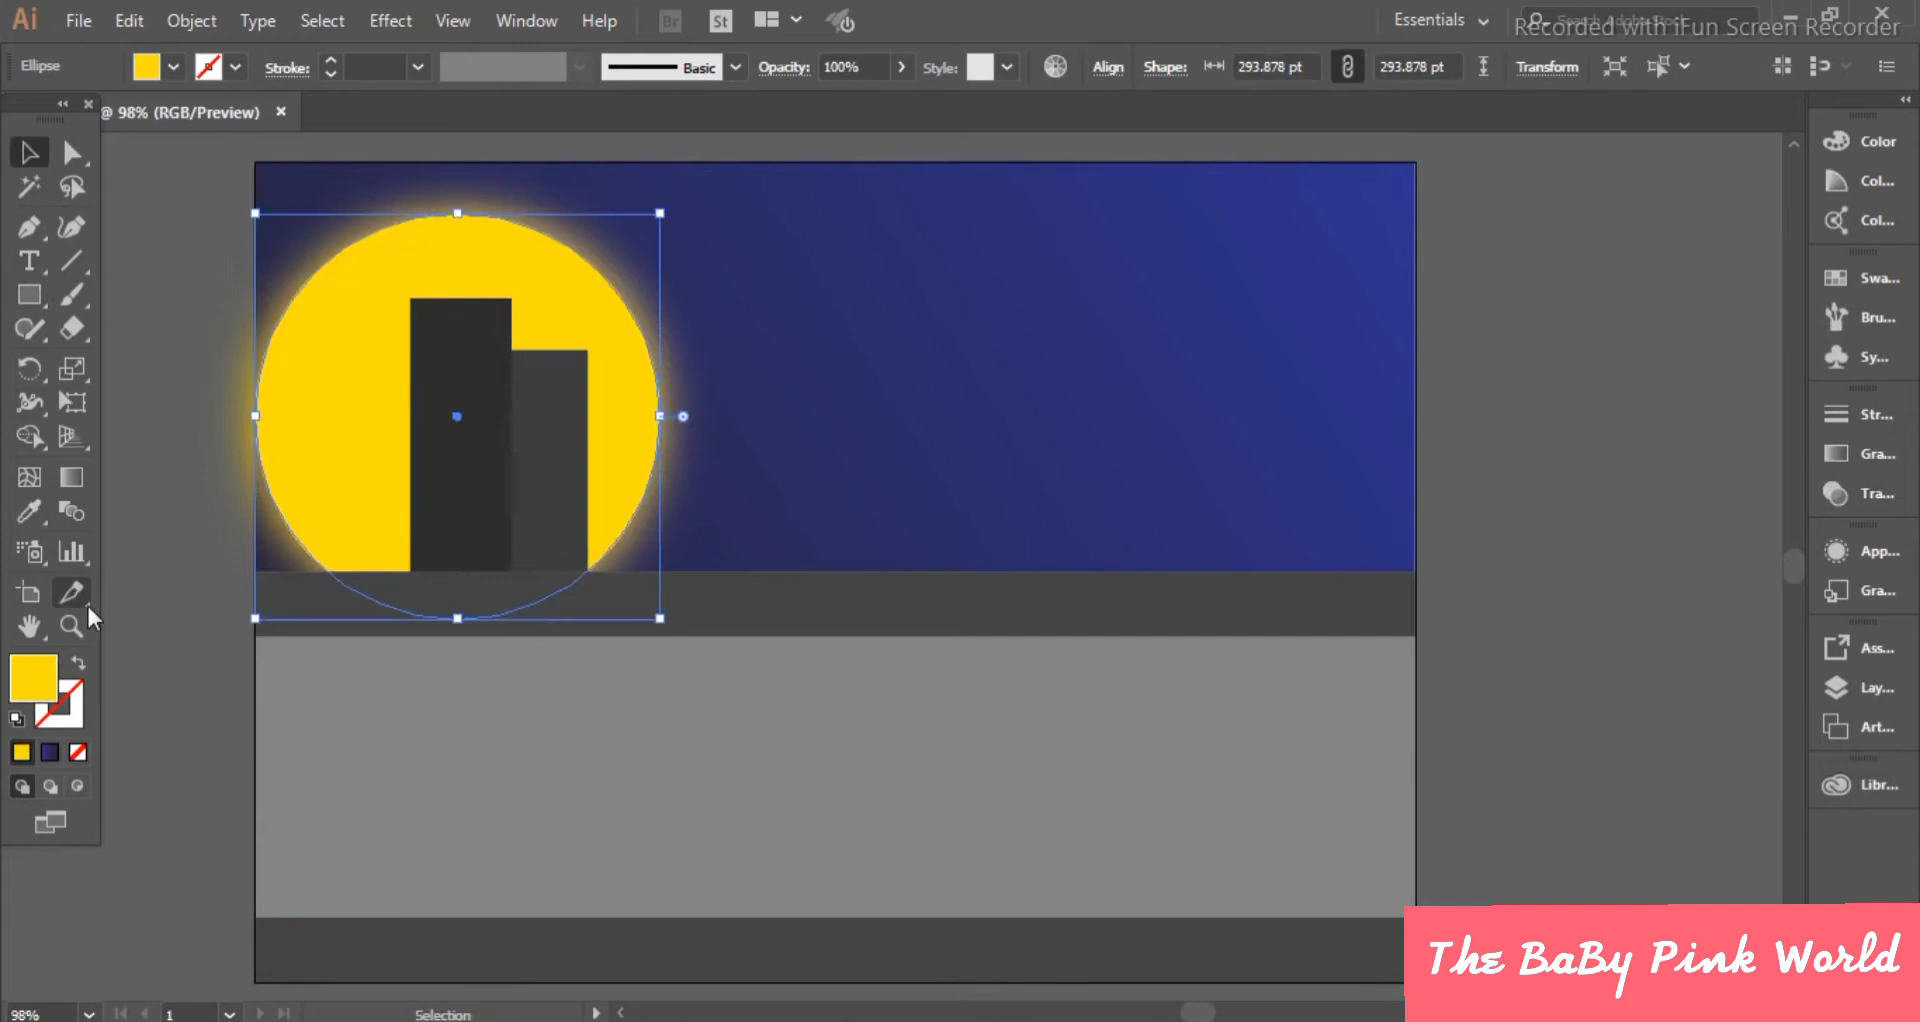 Ai File Edit Object Type Select Effect View Window Help Br St Essentials Search Adobe Stock
Recorded with iFun Screen Recorder
Ellipse Stroke: Basic Opacity: 100% Style: Align Shape: 293.878 pt 293.878 pt Transform
@ 98% (RGB/Preview)
Color
Col...
Col...
Swa...
Bru...
Sy...
Str...
Gra...
Tra...
App...
Gra...
Ass...
Lay...
Art...
Libr...
The BaBy Pink World
98% 1 Selection